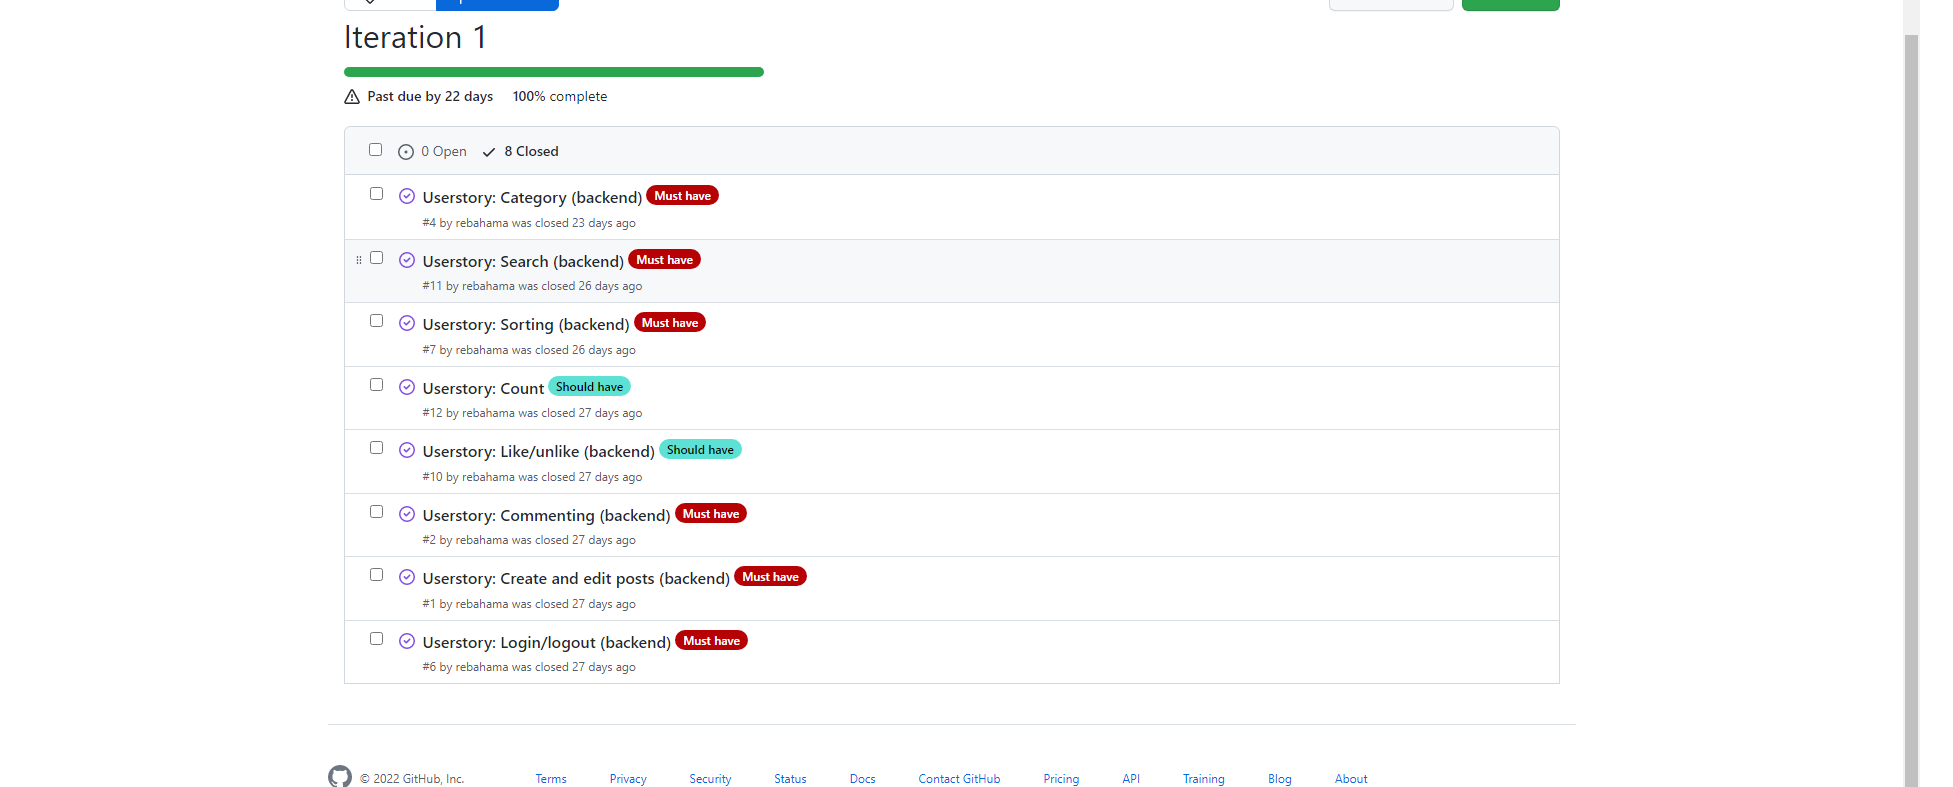 Iteration 1
Past due by 22 days 100% complete
0 Open 8 Closed
Userstory: Category (backend) Must have
#4 by rebahama was closed 23 days ago
Userstory: Search (backend) Must have
#11 by rebahama was closed 26 days ago
Userstory: Sorting (backend) Must have
#7 by rebahama was closed 26 days ago
Userstory: Count Should have
#12 by rebahama was closed 27 days ago
Userstory: Like/unlike (backend) Should have
#10 by rebahama was closed 27 days ago
Userstory: Commenting (backend) Must have
#2 by rebahama was closed 27 days ago
Userstory: Create and edit posts (backend) Must have
#1 by rebahama was closed 27 days ago
Userstory: Login/logout (backend) Must have
#6 by rebahama was closed 27 days ago
© 2022 GitHub, Inc. Terms Privacy Security Status Docs Contact GitHub Pricing API Training Blog About